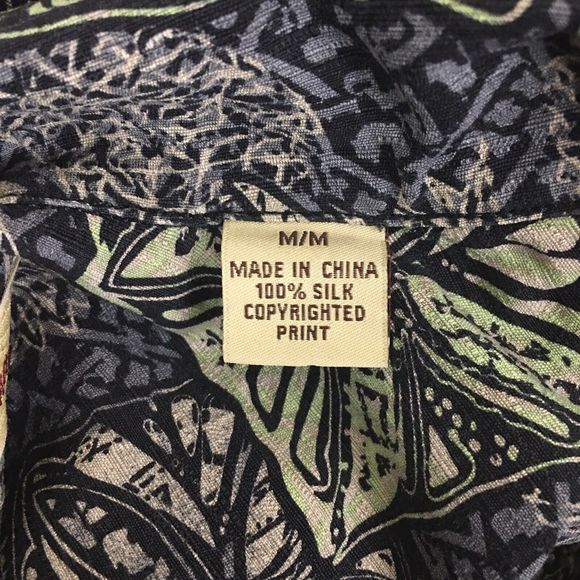 M/M
MADE IN CHINA
100% SILK
COPYRIGHTED
PRINT